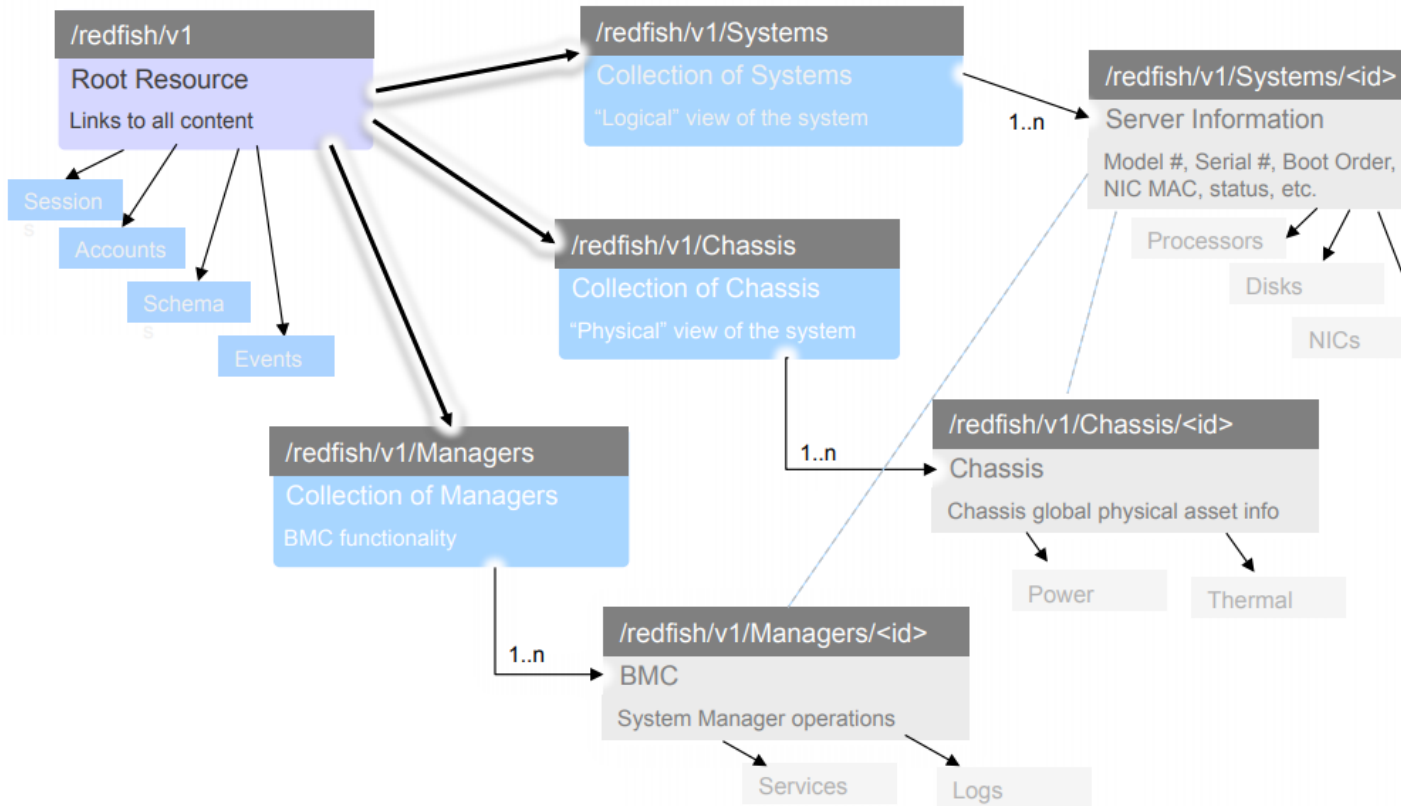 /redfish/v1
Root Resource
Links to all content
Session
s
Accounts
Schema
s
Events
/redfish/v1/Systems
Collection of Systems
“Logical” view of the system
1..n
/redfish/v1/Systems/<id>
Server Information
Model #, Serial #, Boot Order,
NIC MAC, status, etc.
Processors
Disks
NICs
/redfish/v1/Chassis
Collection of Chassis
“Physical” view of the system
1..n
/redfish/v1/Chassis/<id>
Chassis
Chassis global physical asset info
Power
Thermal
/redfish/v1/Managers
Collection of Managers
BMC functionality
1..n
/redfish/v1/Managers/<id>
BMC
System Manager operations
Services
Logs